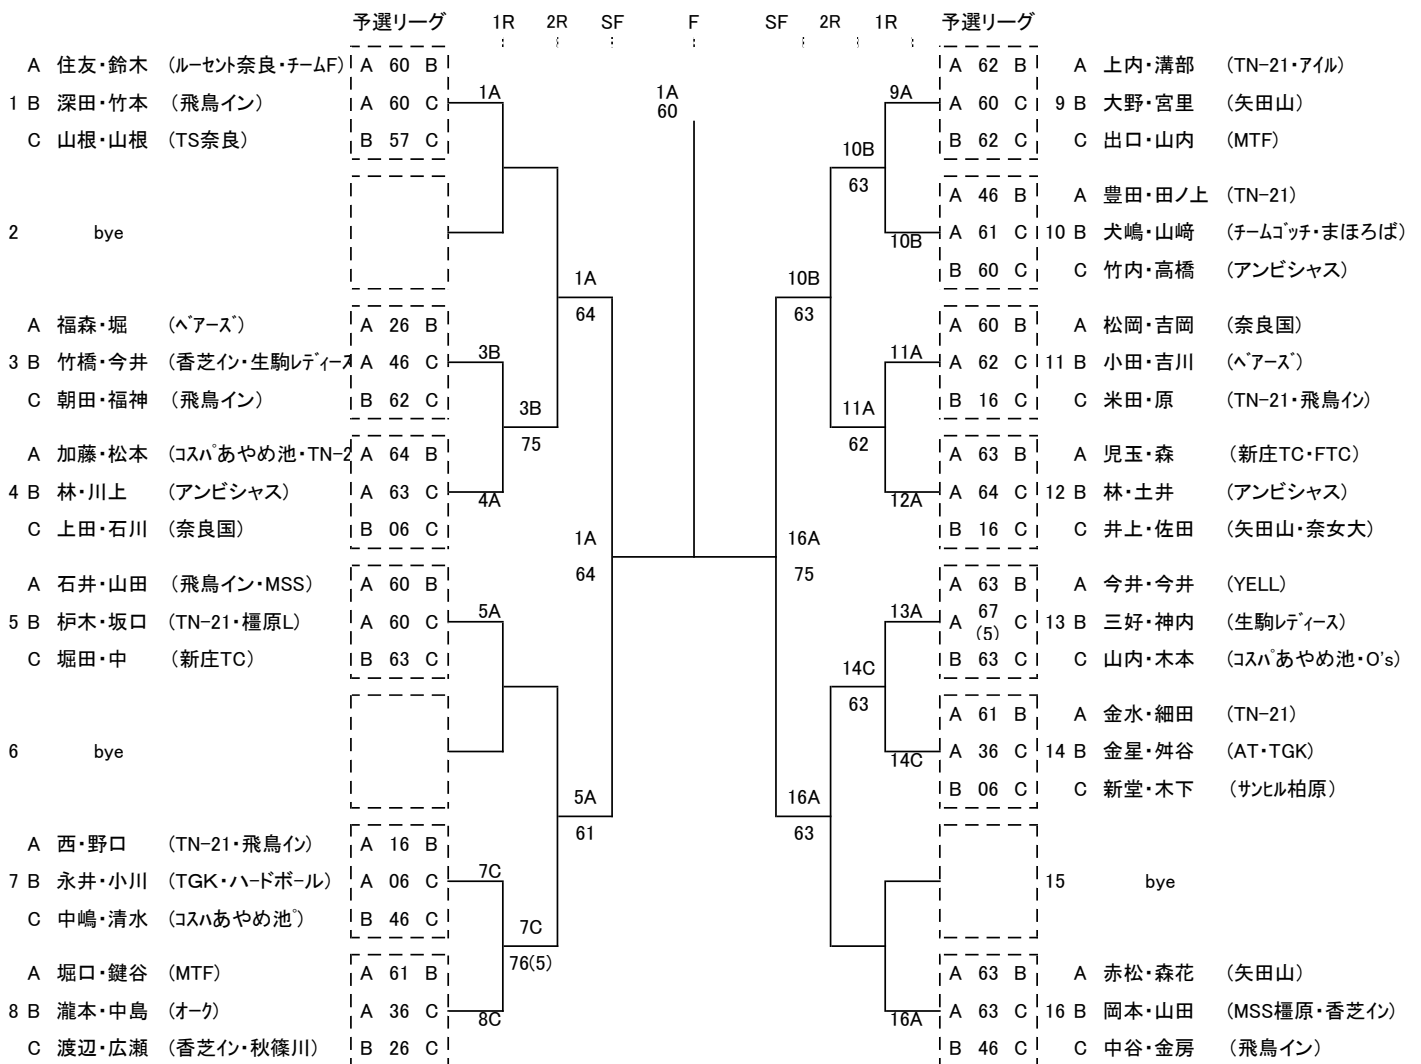 予選リーグ 1R 2R SF F SF 2R 1R 予選リーグ
A 住友・鈴木 (ルーセント奈良・チームF) A 60 B
1 B 深田・竹本 (飛鳥イン) A 60 C 1A
C 山根・山根 (TS奈良) B 57 C
2 bye
1A
64
A 福森・堀 (ベアーズ) A 26 B
3 B 竹橋・今井 (香芝イン・生駒レディース A 46 C 3B
C 朝田・福神 (飛鳥イン) B 62 C
3B
75
A 加藤・松本 (コスパあやめ池・TN-2 A 64 B
4 B 林・川上 (アンビシャス) A 63 C 4A
C 上田・石川 (奈良国) B 06 C
1A
64
A 石井・山田 (飛鳥イン・MSS) A 60 B
5 B 枦木・坂口 (TN-21・橿原L) A 60 C 5A
C 堀田・中 (新庄TC) B 63 C
6 bye
5A
61
A 西・野口 (TN-21・飛鳥イン) A 16 B
7 B 永井・小川 (TGK・ハードボール) A 06 C 7C
C 中嶋・清水 (コスハあやめ池゜) B 46 C
7C
76(5)
A 堀口・鍵谷 (MTF) A 61 B
8 B 瀧本・中島 (オーク) A 36 C 8C
C 渡辺・広瀬 (香芝イン・秋篠川) B 26 C
1A
60
A 62 B A 上内・溝部 (TN-21・アイル)
9A A 60 C 9 B 大野・宮里 (矢田山)
B 62 C C 出口・山内 (MTF)
10B
63
A 46 B A 豊田・田ノ上 (TN-21)
10B A 61 C 10 B 犬嶋・山﨑 (チームゴッチ・まほろば)
B 60 C C 竹内・高橋 (アンビシャス)
10B
63
A 60 B A 松岡・吉岡 (奈良国)
11A A 62 C 11 B 小田・吉川 (ベアーズ)
B 16 C C 米田・原 (TN-21・飛鳥イン)
11A
62
A 63 B A 児玉・森 (新庄TC・FTC)
12A A 64 C 12 B 林・土井 (アンビシャス)
B 16 C C 井上・佐田 (矢田山・奈女大)
16A
75
A 63 B A 今井・今井 (YELL)
13A A 67(5) C 13 B 三好・神内 (生駒レディース)
B 63 C C 山内・木本 (コスパあやめ池・O's)
14C
63
A 61 B A 金水・細田 (TN-21)
14C A 36 C 14 B 金星・舛谷 (AT・TGK)
B 06 C C 新堂・木下 (サンヒル柏原)
16A
63
15 bye
A 63 B A 赤松・森花 (矢田山)
16A A 63 C 16 B 岡本・山田 (MSS橿原・香芝イン)
B 46 C C 中谷・金房 (飛鳥イン)